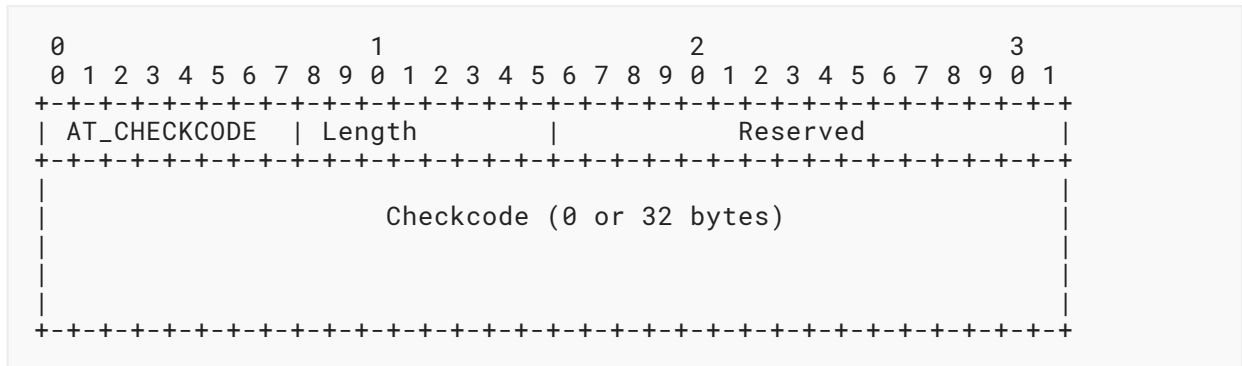 0                   1                   2                   3
 0 1 2 3 4 5 6 7 8 9 0 1 2 3 4 5 6 7 8 9 0 1 2 3 4 5 6 7 8 9 0 1
+-+-+-+-+-+-+-+-+-+-+-+-+-+-+-+-+-+-+-+-+-+-+-+-+-+-+-+-+-+-+-+-+
| AT_CHECKCODE  | Length        |           Reserved            |
+-+-+-+-+-+-+-+-+-+-+-+-+-+-+-+-+-+-+-+-+-+-+-+-+-+-+-+-+-+-+-+-+
|                                                               |
|                     Checkcode (0 or 32 bytes)                 |
|                                                               |
|                                                               |
|                                                               |
+-+-+-+-+-+-+-+-+-+-+-+-+-+-+-+-+-+-+-+-+-+-+-+-+-+-+-+-+-+-+-+-+